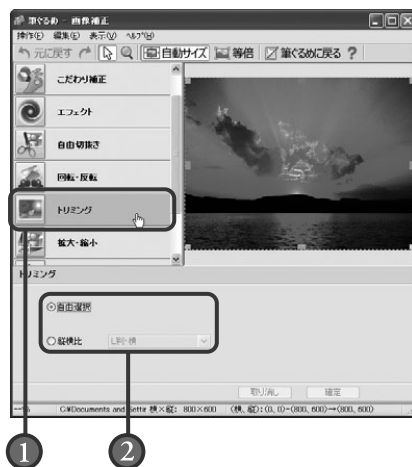 筆ぐるめ - 画像補正
操作(E) 編集(E) 表示(V) ヘルプ(H)
元に戻す 自動サイズ 等倍 筆ぐるめに戻る ?
こだわり補正
エフェクト
自由切抜き
回転・反転
トリミング
拡大・縮小
トリミング
自由選択
縦横比 L判・横
取り消し 確定
--% C:¥Documents and Settir 横×縦: 800×600 (横, 縦):(0, 0)-(800, 600)→(800, 600)
1 2